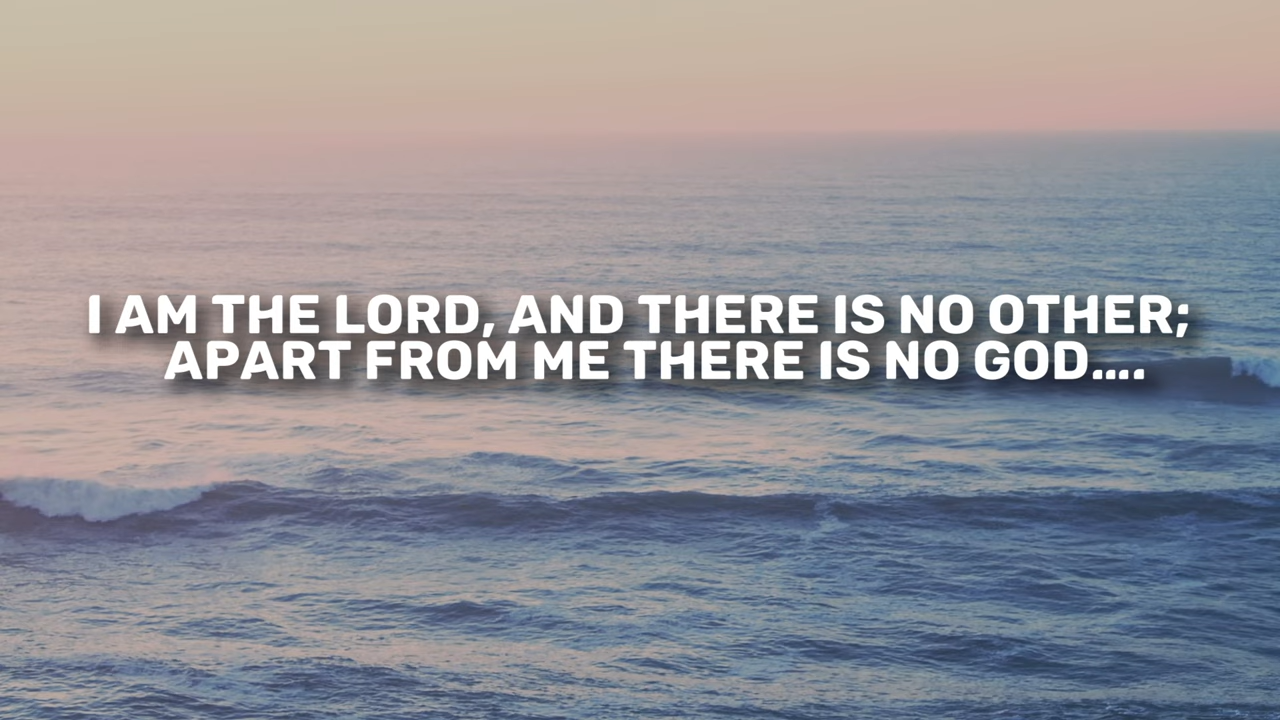 I AM THE LORD, AND THERE IS NO OTHER;
APART FROM ME THERE IS NO GOD....